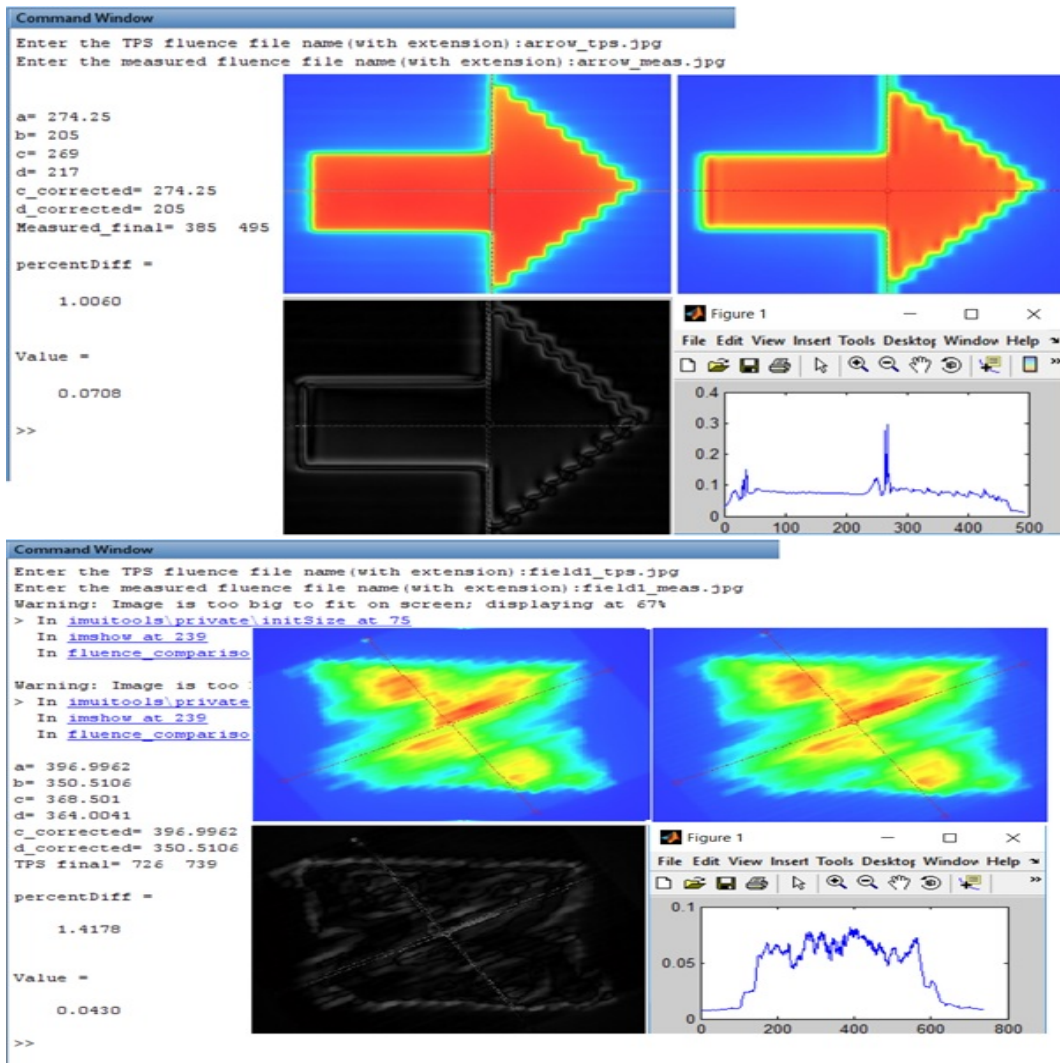 Command Window
Enter the TPS fluence file name(with extension):arrow_tps.jpg
Enter the measured fluence file name(with extension):arrow_meas.jpg
a= 274.25
b= 205
c= 269
d= 217
c_corrected= 274.25
d_corrected= 205
Measured_final= 385 495
percentDiff =
1.0060
Value =
0.0708
>>
Figure 1
File Edit View Insert Tools Desktop Window Help
0.4
0.3
0.2
0.1
0
0 100 200 300 400 500
Command Window
Enter the TPS fluence file name(with extension):field1_tps.jpg
Enter the measured fluence file name(with extension):field1_meas.jpg
Warning: Image is too big to fit on screen; displaying at 67%
> In imuitools\private\initSize at 75
In imshow at 239
In fluence_compariso
Warning: Image is too
> In imuitools\private
In imshow at 239
In fluence_compariso
a= 396.9962
b= 350.5106
c= 368.501
d= 364.0041
c_corrected= 396.9962
d_corrected= 350.5106
TPS final= 726 739
percentDiff =
1.4178
Value =
0.0430
>>
Figure 1
File Edit View Insert Tools Desktop Window Help
0.1
0.05
0
0 200 400 600 800